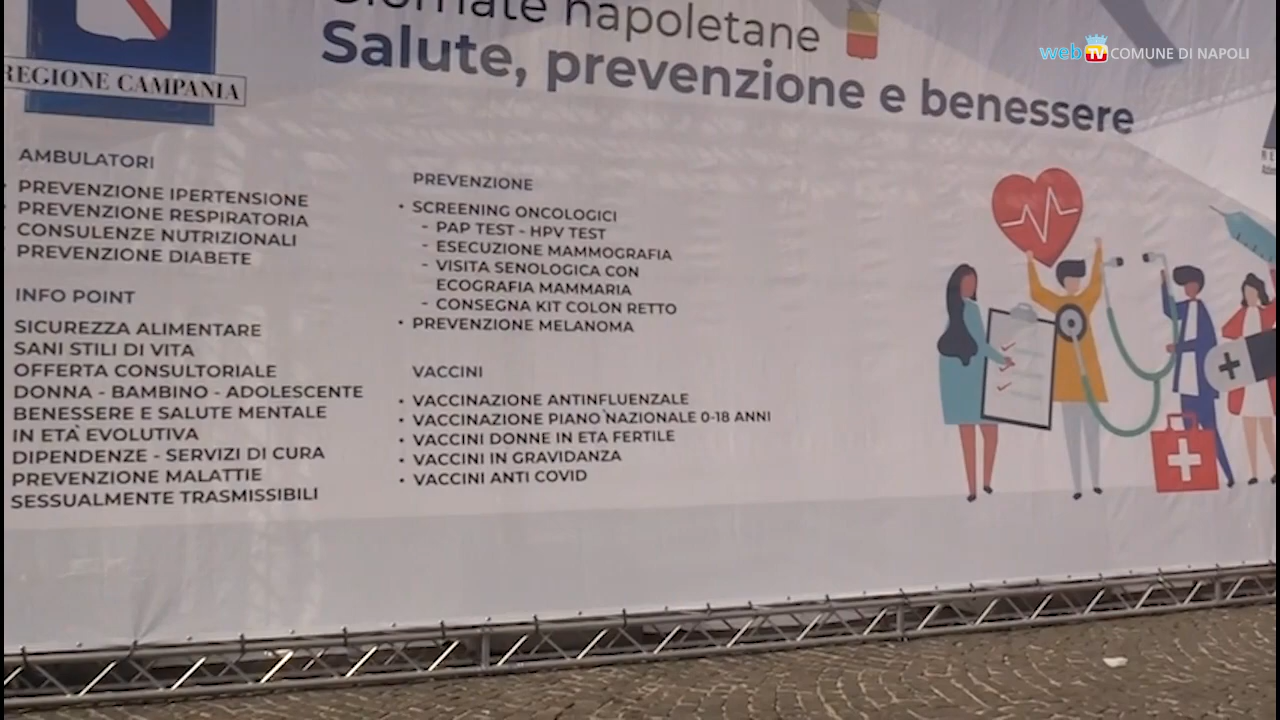 Giornate napoletane
Salute, prevenzione e benessere
web TV COMUNE DI NAPOLI
REGIONE CAMPANIA
AMBULATORI
PREVENZIONE IPERTENSIONE
PREVENZIONE RESPIRATORIA
CONSULENZE NUTRIZIONALI
PREVENZIONE DIABETE
INFO POINT
SICUREZZA ALIMENTARE
SANI STILI DI VITA
OFFERTA CONSULTORIALE
DONNA - BAMBINO - ADOLESCENTE
BENESSERE E SALUTE MENTALE
IN ETÀ EVOLUTIVA
DIPENDENZE - SERVIZI DI CURA
PREVENZIONE MALATTIE
SESSUALMENTE TRASMISSIBILI
PREVENZIONE
• SCREENING ONCOLOGICI
- PAP TEST - HPV TEST
- ESECUZIONE MAMMOGRAFIA
- VISITA SENOLOGICA CON
ECOGRAFIA MAMMARIA
- CONSEGNA KIT COLON RETTO
• PREVENZIONE MELANOMA
VACCINI
• VACCINAZIONE ANTINFLUENZALE
• VACCINAZIONE PIANO NAZIONALE 0-18 ANNI
• VACCINI DONNE IN ETÀ FERTILE
• VACCINI IN GRAVIDANZA
• VACCINI ANTI COVID